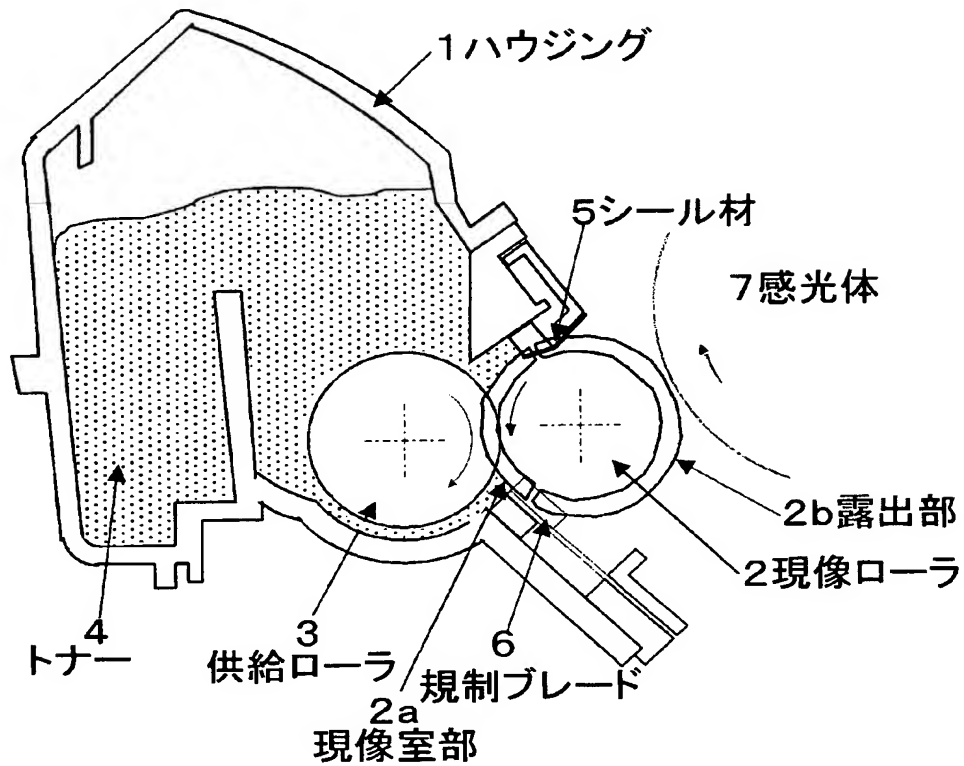 1ハウジング
5シール材
7感光体
2b露出部
2現像ローラ
4
トナー
3
供給ローラ
6
規制ブレード
2a
現像室部